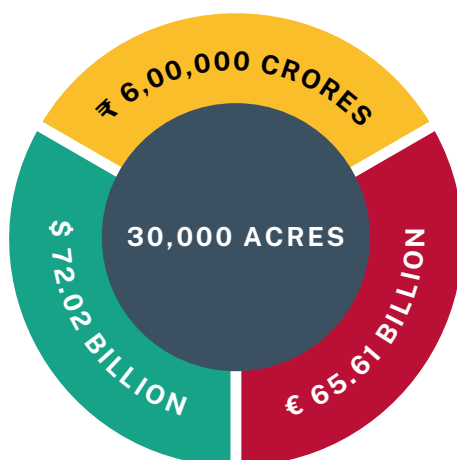 ₹ 6,00,000 CRORES
30,000 ACRES
$ 72.02 BILLION
€ 65.61 BILLION